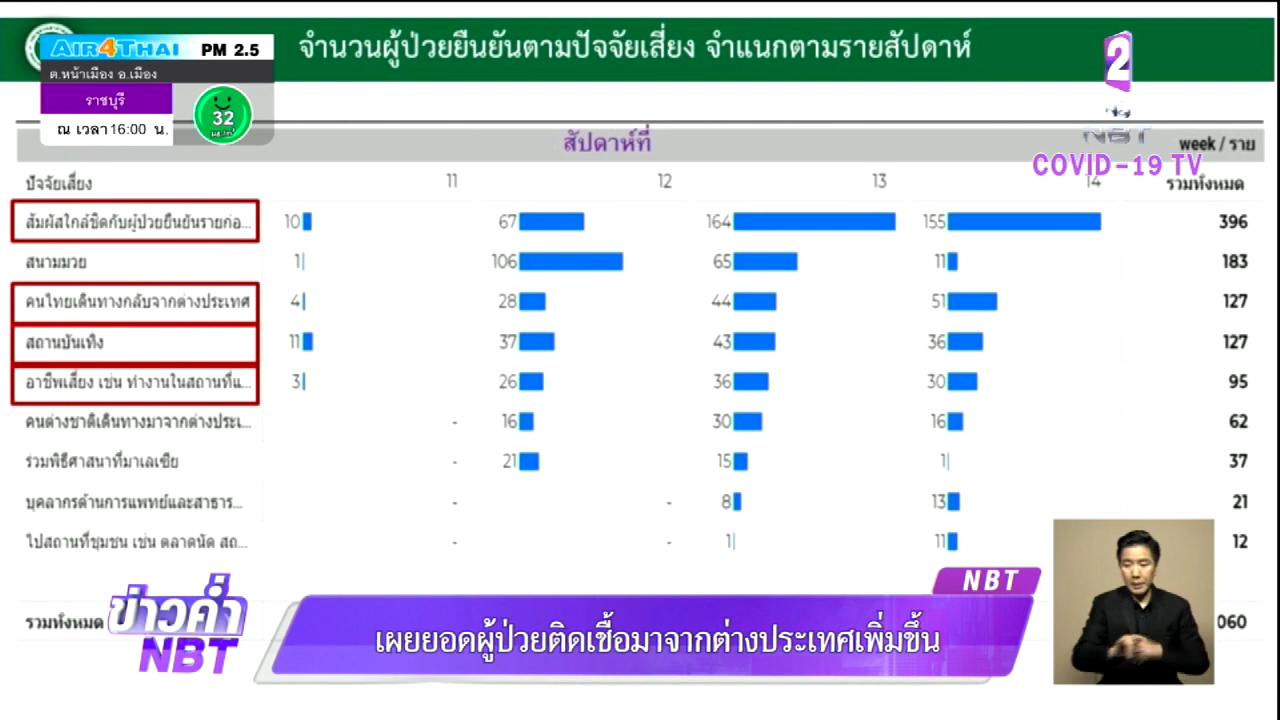 จำนวนผู้ป่วยยืนยันตามปัจจัยเสี่ยง จำแนกตามรายสัปดาห์
AIR4THAI PM 2.5
ต.หน้าเมือง อ.เมือง
ราชบุรี
32
ณ เวลา16:00 น.
2
NBT
COVID-19 TV
สัปดาห์ที่ week / ราย
ปัจจัยเสี่ยง 11 12 13 14 รวมทั้งหมด
สัมผัสใกล้ชิดกับผู้ป่วยยืนยันรายก่อ... 10 67 164 155 396
สนามมวย 1 106 65 11 183
คนไทยเดินทางกลับจากต่างประเทศ 4 28 44 51 127
สถานบันเทิง 11 37 43 36 127
อาชีพเสี่ยง เช่น ทำงานในสถานที่แ... 3 26 36 30 95
คนต่างชาติเดินทางมาจากต่างประเ... - 16 30 16 62
ร่วมพิธีศาสนาที่มาเลเซีย - 21 15 1 37
บุคลากรด้านการแพทย์และสาธาร... - - 8 13 21
ไปสถานที่ชุมชน เช่น ตลาดนัด สถ... - - 1 11 12
รวมทั้งหมด 060
ข่าวค่ำ
NBT
NBT
เผยยอดผู้ป่วยติดเชื้อมาจากต่างประเทศเพิ่มขึ้น